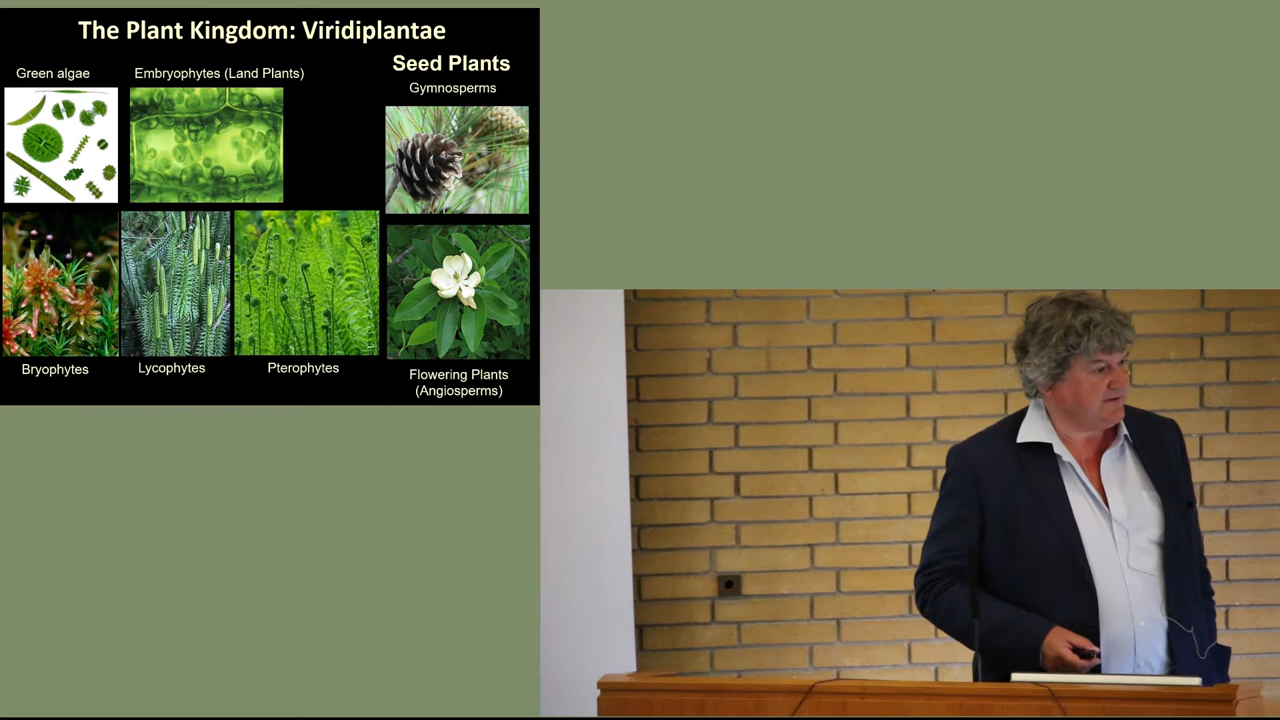 The Plant Kingdom: Viridiplantae
Seed Plants
Green algae
Embryophytes (Land Plants)
Gymnosperms
Bryophytes
Lycophytes
Pterophytes
Flowering Plants
(Angiosperms)